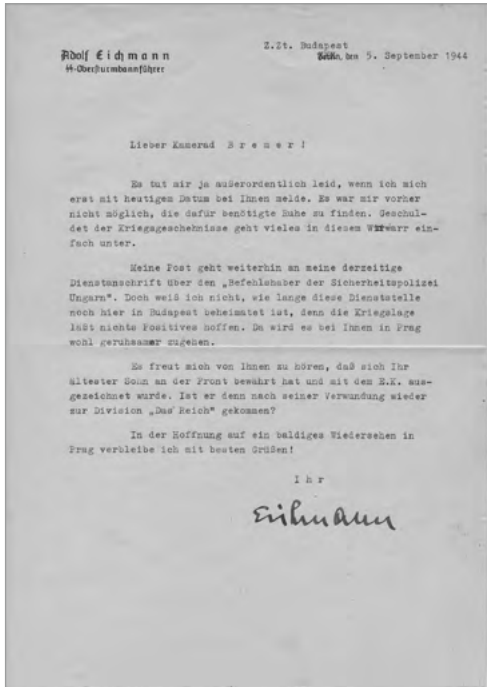 Z.Zt. Budapest
Adolf Eichmann
Berlin, den 5. September 1944
SS-Obersturmbannführer
Lieber Kamerad B r e m e r !
Es tut mir ja außerordentlich leid, wenn ich mich
erst mit heutigem Datum bei Ihnen melde. Es war mir vorher
nicht möglich, die dafür benötigte Ruhe zu finden. Geschul-
det der Kriegsgeschehnisse geht vieles in diesem Wirrwarr ein-
fach unter.
Meine Post geht weiterhin an meine derzeitige
Dienstanschrift über den „Befehlshaber der Sicherheitspolizei
Ungarn". Doch weiß ich nicht, wie lange diese Dienststelle
noch hier in Budapest beheimatet ist, denn die Kriegslage
läßt nichts Positives hoffen. Da wird es bei Ihnen in Prag
wohl geruhsamer zugehen.
Es freut mich von Ihnen zu hören, daß sich Ihr
ältester Sohn an der Front bewährt hat und mit dem E.K. aus-
gezeichnet wurde. Ist er denn nach seiner Verwundung wieder
zur Division „Das Reich" gekommen?
In der Hoffnung auf ein baldiges Wiedersehen in
Prag verbleibe ich mit besten Grüßen!
I h r
Eichmann